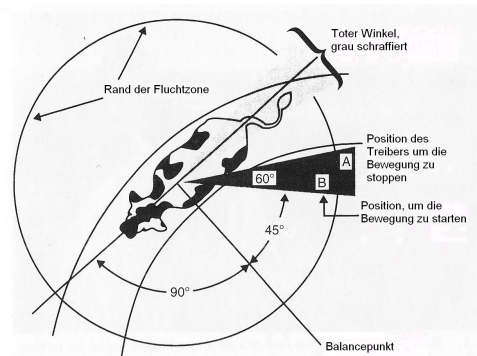 Toter Winkel,
grau schraffiert
Rand der Fluchtzone
Position des
Treibers um die
Bewegung zu
stoppen
A
60°
B
Position, um die
Bewegung zu starten
45°
90°
Balancepunkt